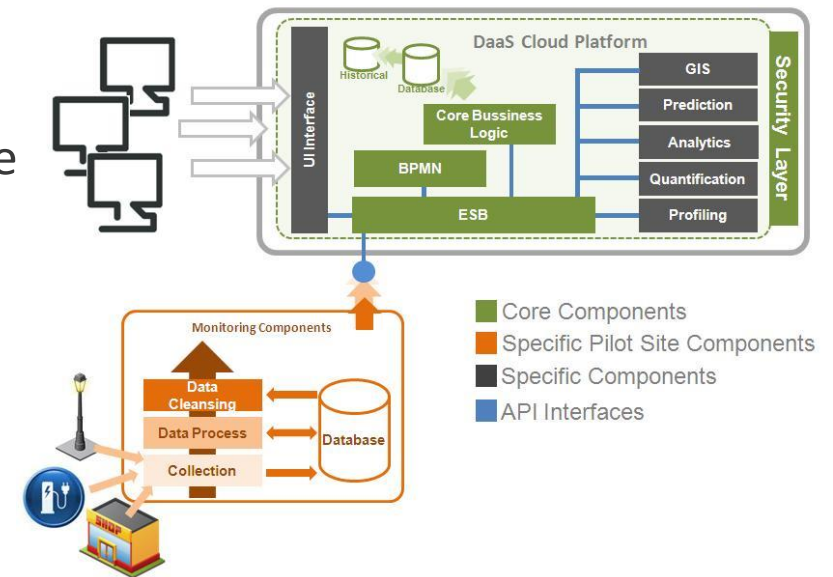 e
DaaS Cloud Platform
Historical
Database
UI Interface
Core Bussiness
Logic
BPMN
ESB
GIS
Prediction
Analytics
Quantification
Profiling
Security Layer
Monitoring Components
Data
Cleansing
Data Process
Collection
Database
SHOP
Core Components
Specific Pilot Site Components
Specific Components
API Interfaces